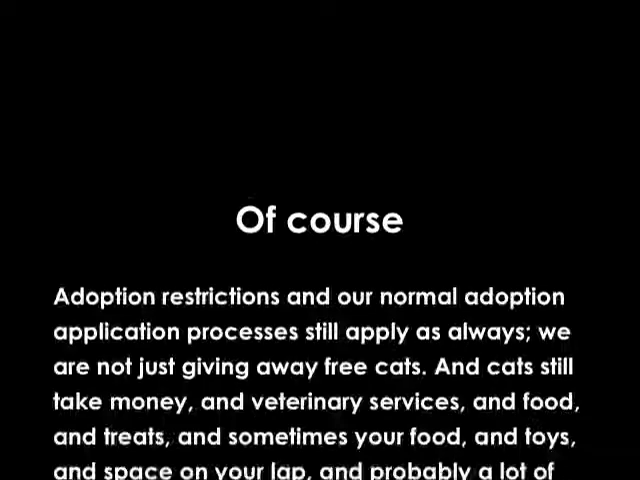 Of course
Adoption restrictions and our normal adoption
application processes still apply as always; we
are not just giving away free cats. And cats still
take money, and veterinary services, and food,
and treats, and sometimes your food, and toys,
and space on your lap, and probably a lot of